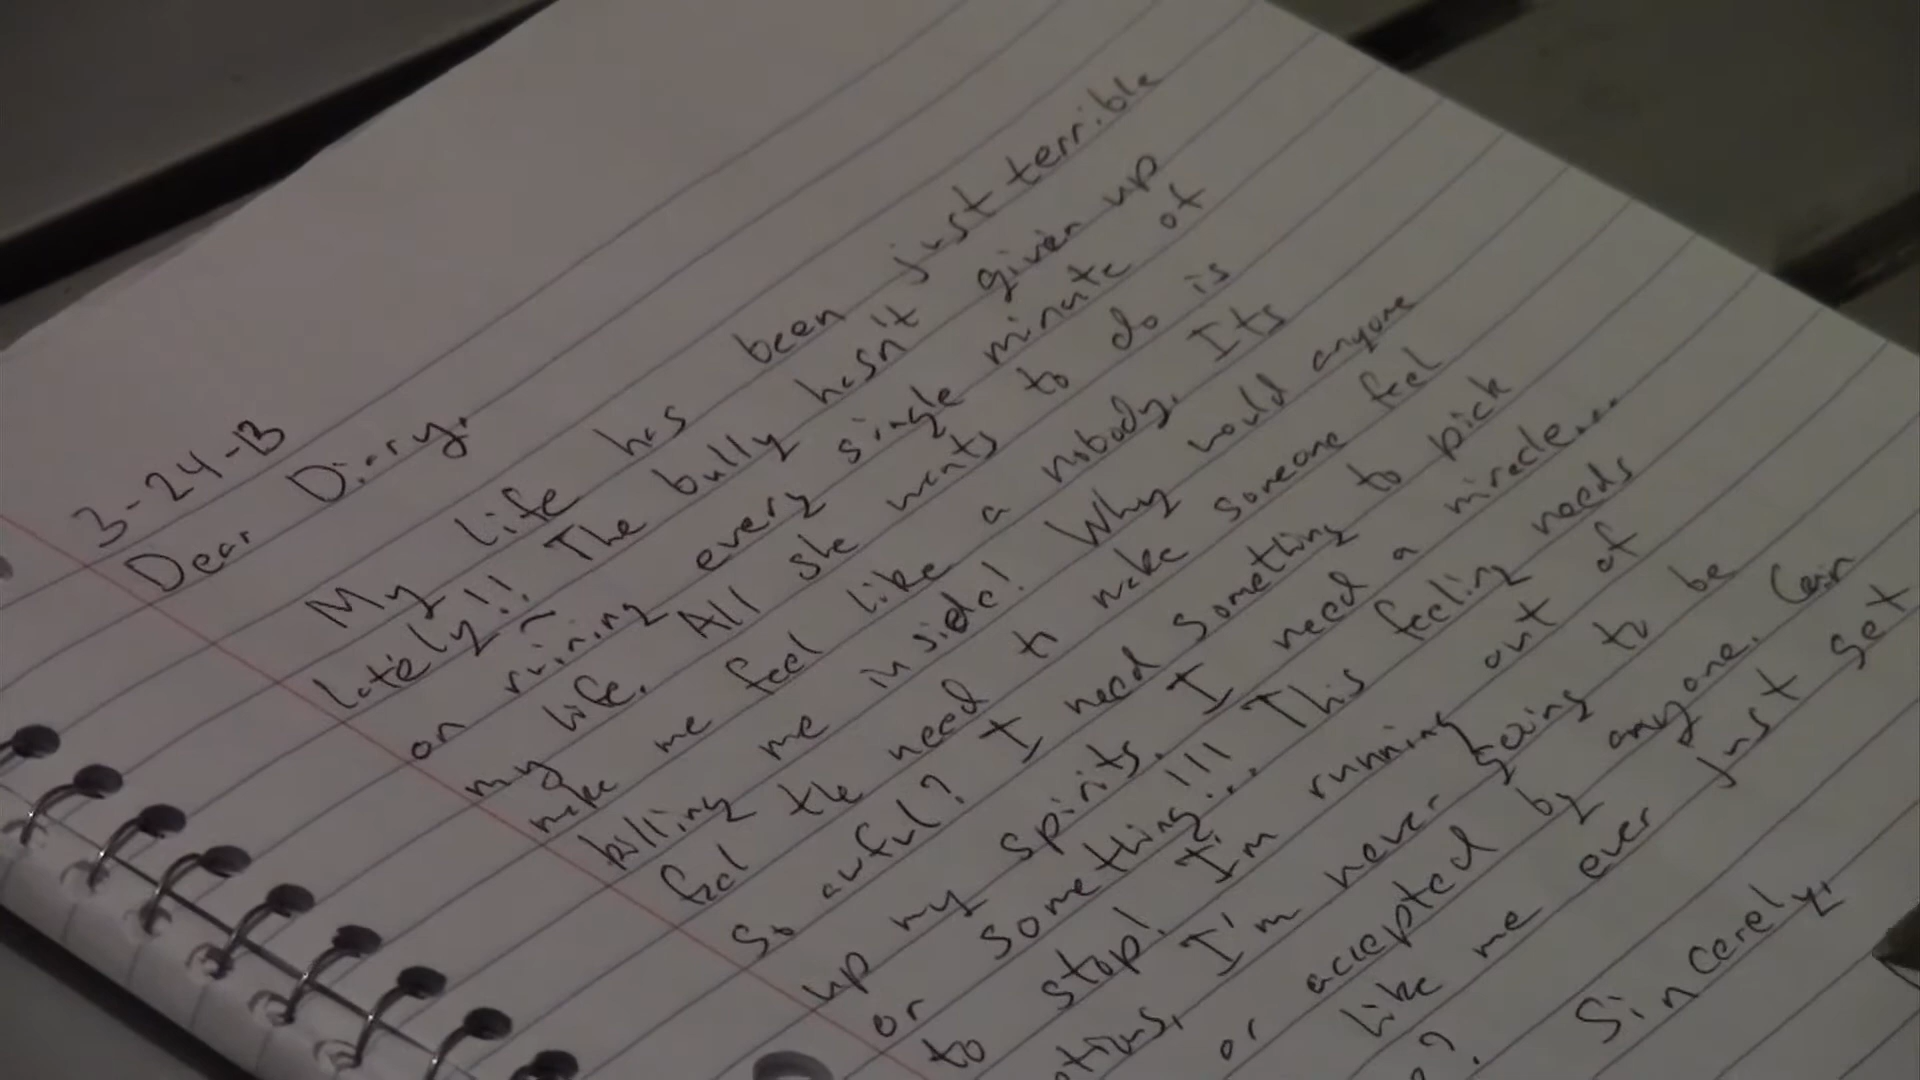 3-24-13
Dear Diary,
My life has been just terrible
lately!! The bully hasn't given up
on ruining every single minute of
my life. All she wants to do is
make me feel like a nobody. Its
killing me inside! Why would anyone
feel the need to make someone feel
so awful? I need something to pick
up my spirits. I need a miracle...
or something!!! This feeling needs
to stop! I'm running out of
I'm never going to be
or accepted by anyone. Can
like me ever just get
?
Sincerely,